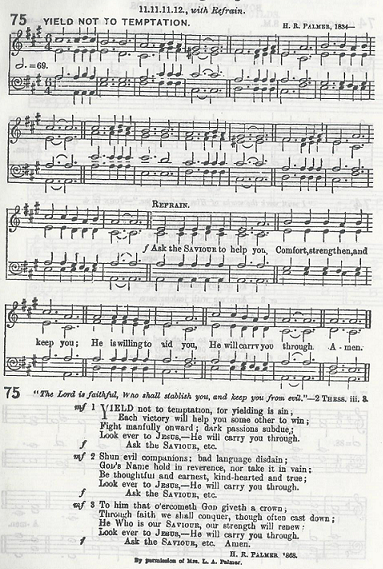 11.11.11.12., with Refrain.
75 YIELD NOT TO TEMPTATION.
H. R. PALMER, 1834—
=69.
REFRAIN.
f Ask the SAVIOUR to help you, Comfort, strengthen, and
keep you; He is willing to aid you, He will carry you through. A - men.
75 "The Lord is faithful, Who shall stablish you, and keep you from evil."—2 THESS. iii. 3.
mf 1 YIELD not to temptation, for yielding is sin;
Each victory will help you some other to win;
Fight manfully onward; dark passions subdue;
Look ever to JESUS,—He will carry you through.
f Ask the SAVIOUR, etc.
mf 2 Shun evil companions; bad language disdain;
GOD'S Name hold in reverence, nor take it in vain;
Be thoughtful and earnest, kind-hearted and true;
Look ever to JESUS,—He will carry you through.
f Ask the SAVIOUR, etc.
mf 3 To him that o'ercometh GOD giveth a crown;
Through faith we shall conquer, though often cast down;
He Who is our SAVIOUR, our strength will renew:
Look ever to JESUS,—He will carry you through.
f Ask the SAVIOUR, etc. Amen.
H. R. PALMER, '868.
By permission of Mrs. L. A. Palmer.